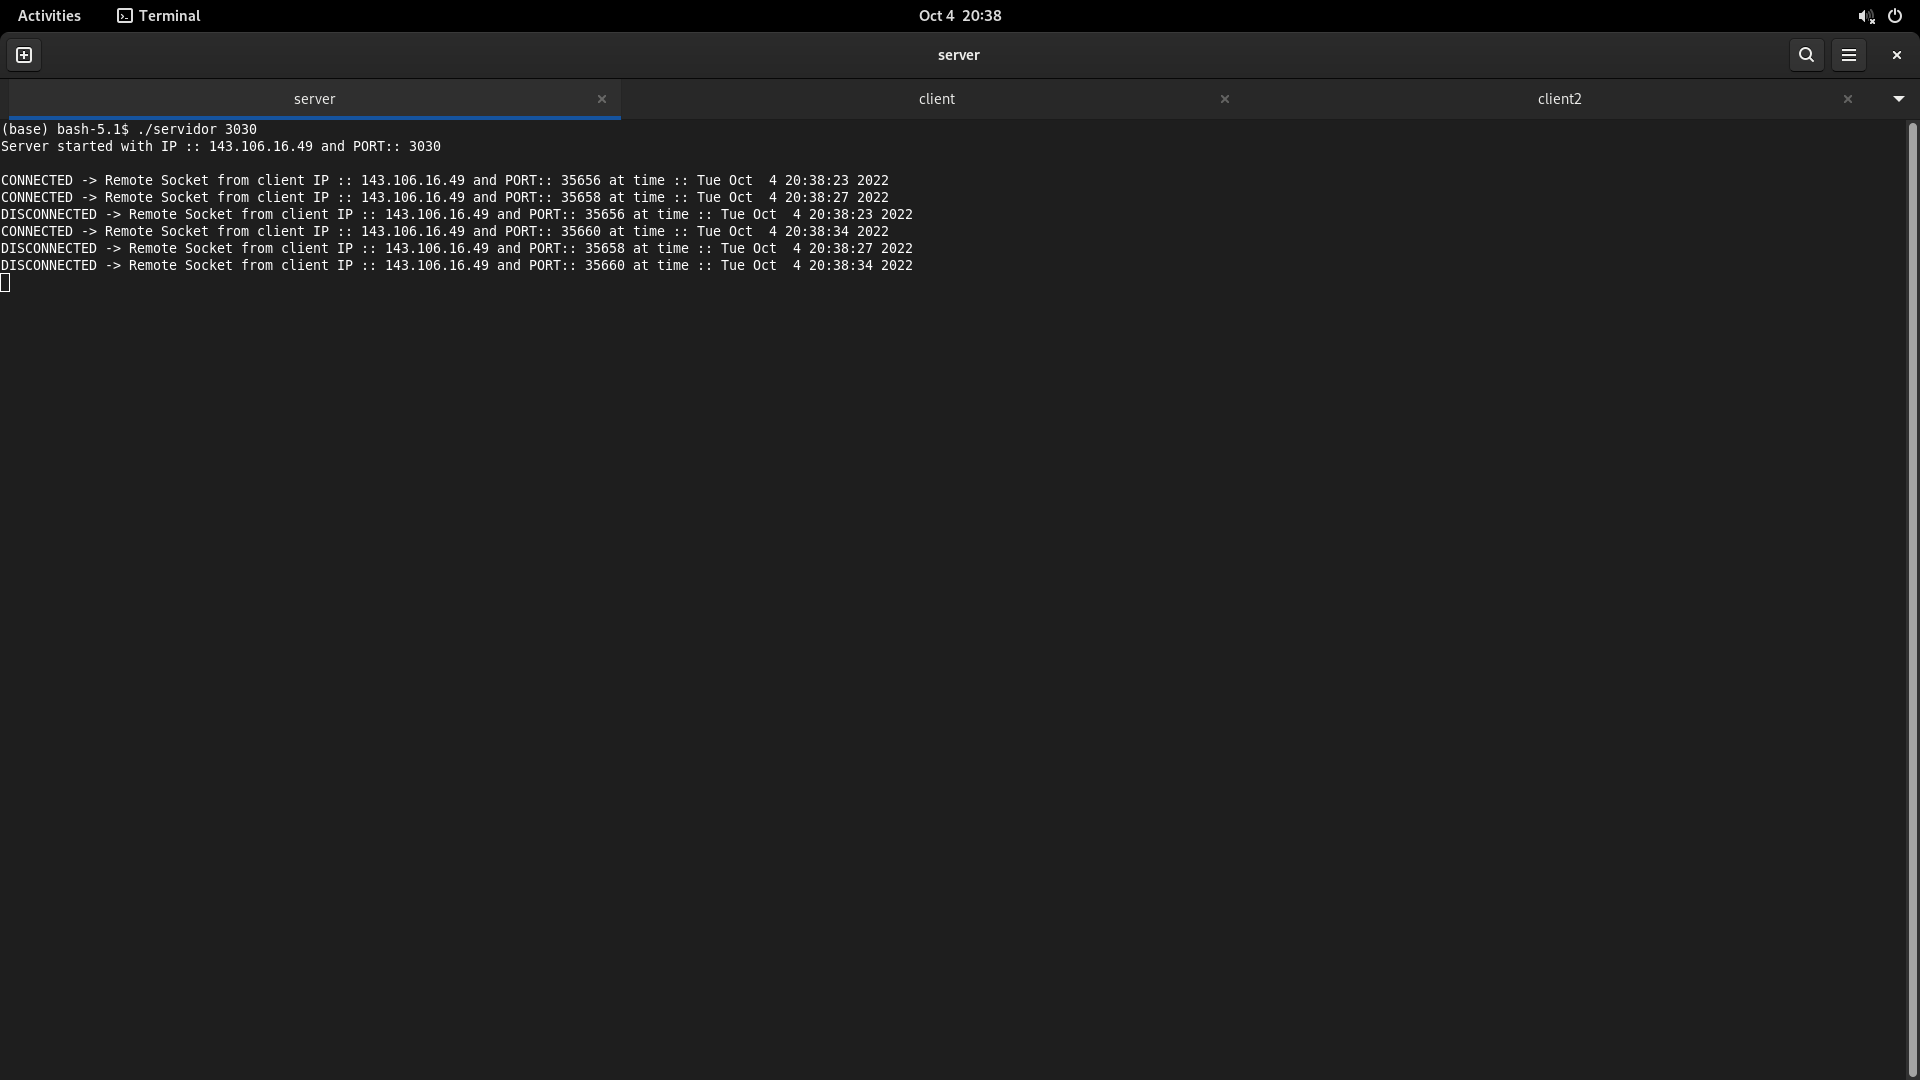 Activities Terminal Oct 4 20:38
server
server client client2
(base) bash-5.1$ ./servidor 3030
Server started with IP :: 143.106.16.49 and PORT:: 3030
CONNECTED -> Remote Socket from client IP :: 143.106.16.49 and PORT:: 35656 at time :: Tue Oct  4 20:38:23 2022
CONNECTED -> Remote Socket from client IP :: 143.106.16.49 and PORT:: 35658 at time :: Tue Oct  4 20:38:27 2022
DISCONNECTED -> Remote Socket from client IP :: 143.106.16.49 and PORT:: 35656 at time :: Tue Oct  4 20:38:23 2022
CONNECTED -> Remote Socket from client IP :: 143.106.16.49 and PORT:: 35660 at time :: Tue Oct  4 20:38:34 2022
DISCONNECTED -> Remote Socket from client IP :: 143.106.16.49 and PORT:: 35658 at time :: Tue Oct  4 20:38:27 2022
DISCONNECTED -> Remote Socket from client IP :: 143.106.16.49 and PORT:: 35660 at time :: Tue Oct  4 20:38:34 2022